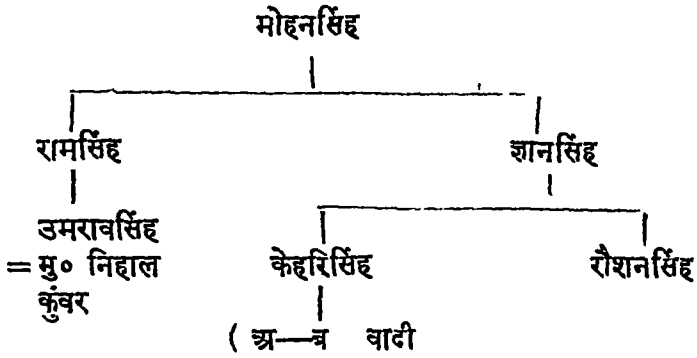 मोहनसिंह
रामसिंह ज्ञानसिंह
उमरावसिंह
= मु० निहाल केहरिसिंह रौशनसिंह
कुंवर
( अ—ब वादी